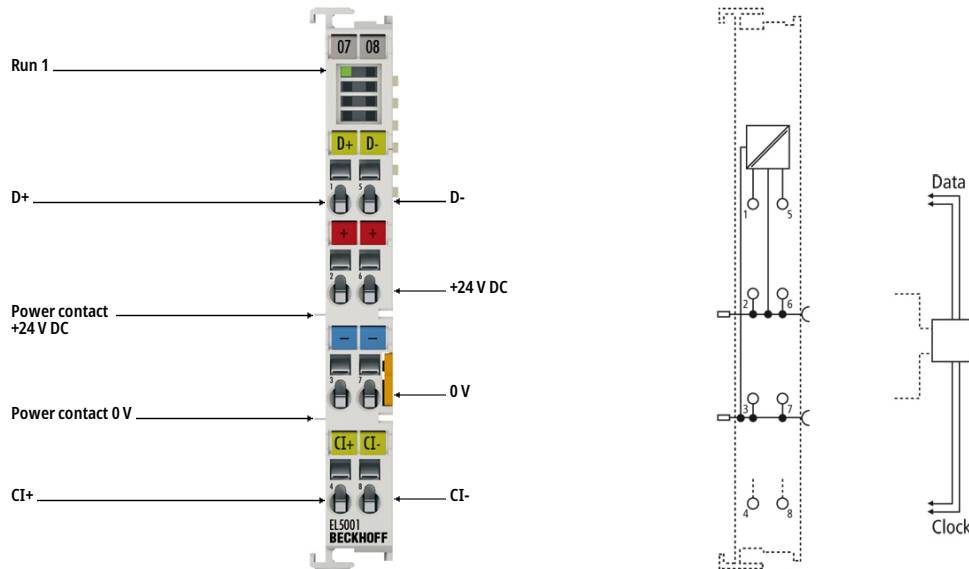 07 08
Run 1
D+ D-
1 5
D+
D-
+ +
2 6
+24 V DC
Power contact
+24 V DC
− −
3 7
0 V
Power contact 0 V
CI+ CI-
4 8
CI+
CI-
EL5001
BECKHOFF
1 5
2 6
3 7
4 8
Data
Clock